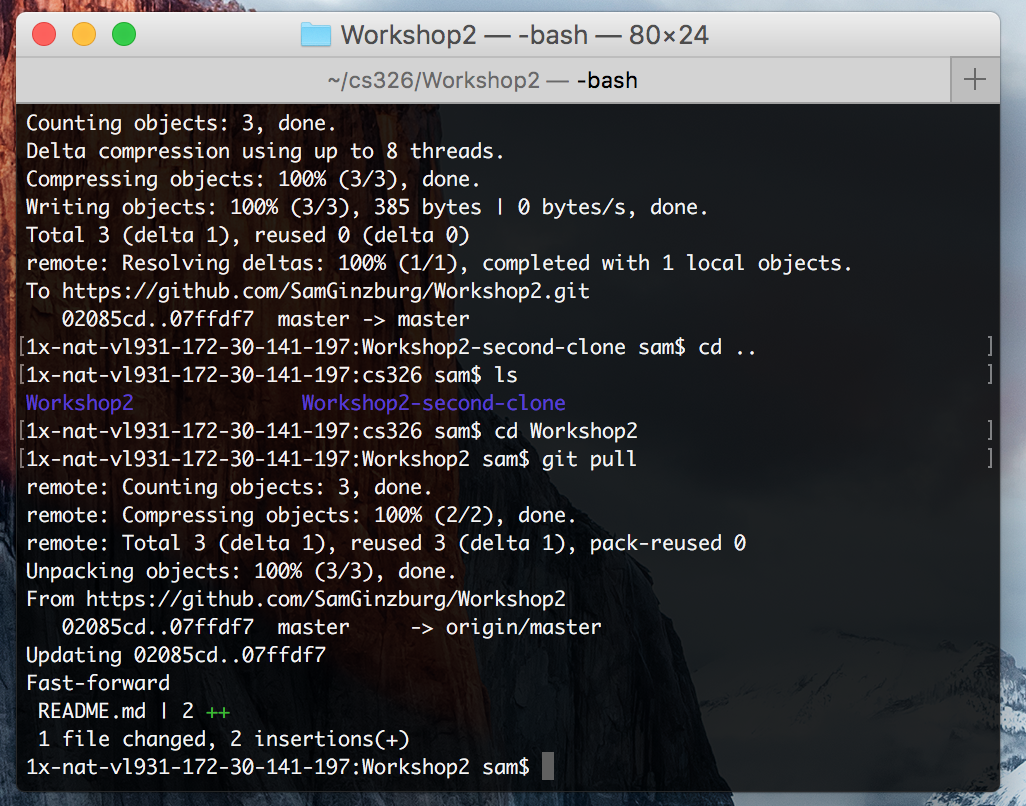 Workshop2 — -bash — 80×24
~/cs326/Workshop2 — -bash
Counting objects: 3, done.
Delta compression using up to 8 threads.
Compressing objects: 100% (3/3), done.
Writing objects: 100% (3/3), 385 bytes | 0 bytes/s, done.
Total 3 (delta 1), reused 0 (delta 0)
remote: Resolving deltas: 100% (1/1), completed with 1 local objects.
To https://github.com/SamGinzburg/Workshop2.git
   02085cd..07ffdf7  master -> master
[1x-nat-vl931-172-30-141-197:Workshop2-second-clone sam$ cd ..                    ]
[1x-nat-vl931-172-30-141-197:cs326 sam$ ls                                        ]
Workshop2              Workshop2-second-clone
[1x-nat-vl931-172-30-141-197:cs326 sam$ cd Workshop2                              ]
[1x-nat-vl931-172-30-141-197:Workshop2 sam$ git pull                              ]
remote: Counting objects: 3, done.
remote: Compressing objects: 100% (2/2), done.
remote: Total 3 (delta 1), reused 3 (delta 1), pack-reused 0
Unpacking objects: 100% (3/3), done.
From https://github.com/SamGinzburg/Workshop2
   02085cd..07ffdf7  master     -> origin/master
Updating 02085cd..07ffdf7
Fast-forward
 README.md | 2 ++
 1 file changed, 2 insertions(+)
1x-nat-vl931-172-30-141-197:Workshop2 sam$